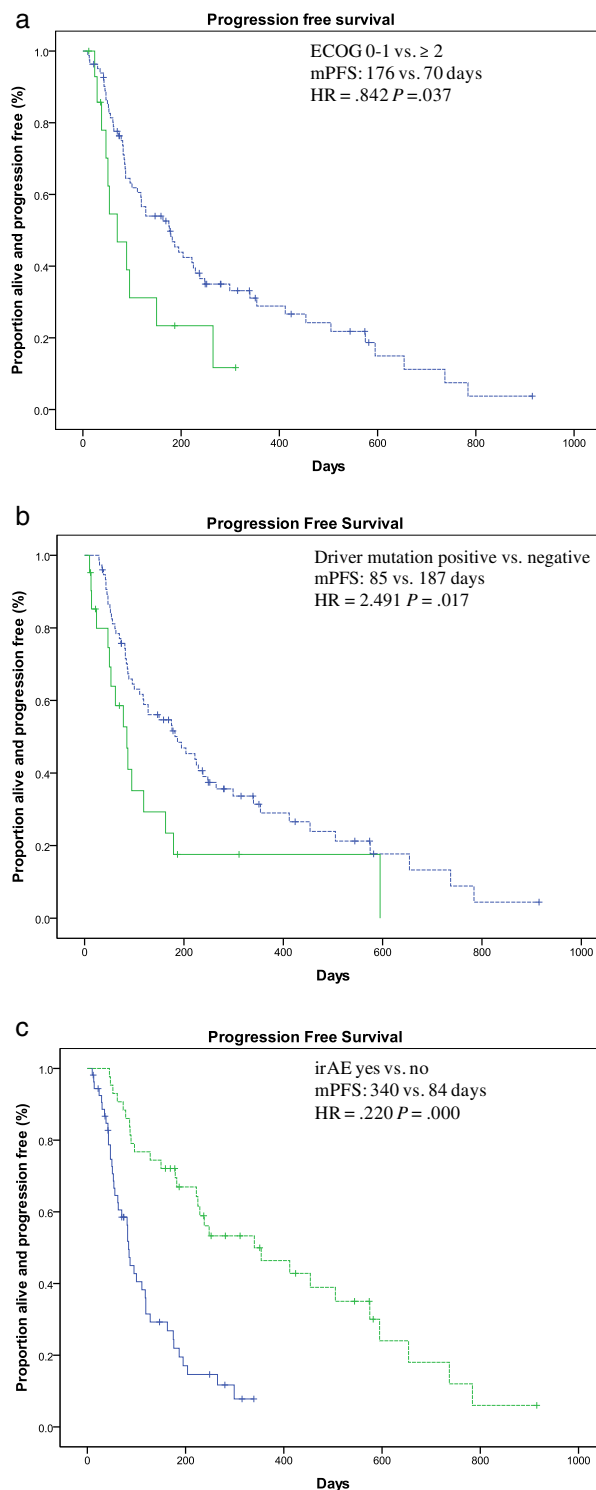 a
Progression free survival
ECOG 0-1 vs. ≥ 2
mPFS: 176 vs. 70 days
HR = .842 P =.037
Proportion alive and progression free (%)
1.0
0.8
0.6
0.4
0.2
0.0
0 200 400 600 800 1000
Days
b
Progression Free Survival
Driver mutation positive vs. negative
mPFS: 85 vs. 187 days
HR = 2.491 P = .017
Proportion alive and progression free (%)
1.0
0.8
0.6
0.4
0.2
0.0
0 200 400 600 800 1000
Days
c
Progression Free Survival
irAE yes vs. no
mPFS: 340 vs. 84 days
HR = .220 P = .000
Proportion alive and progression free (%)
1.0
0.8
0.6
0.4
0.2
0.0
0 200 400 600 800 1000
Days